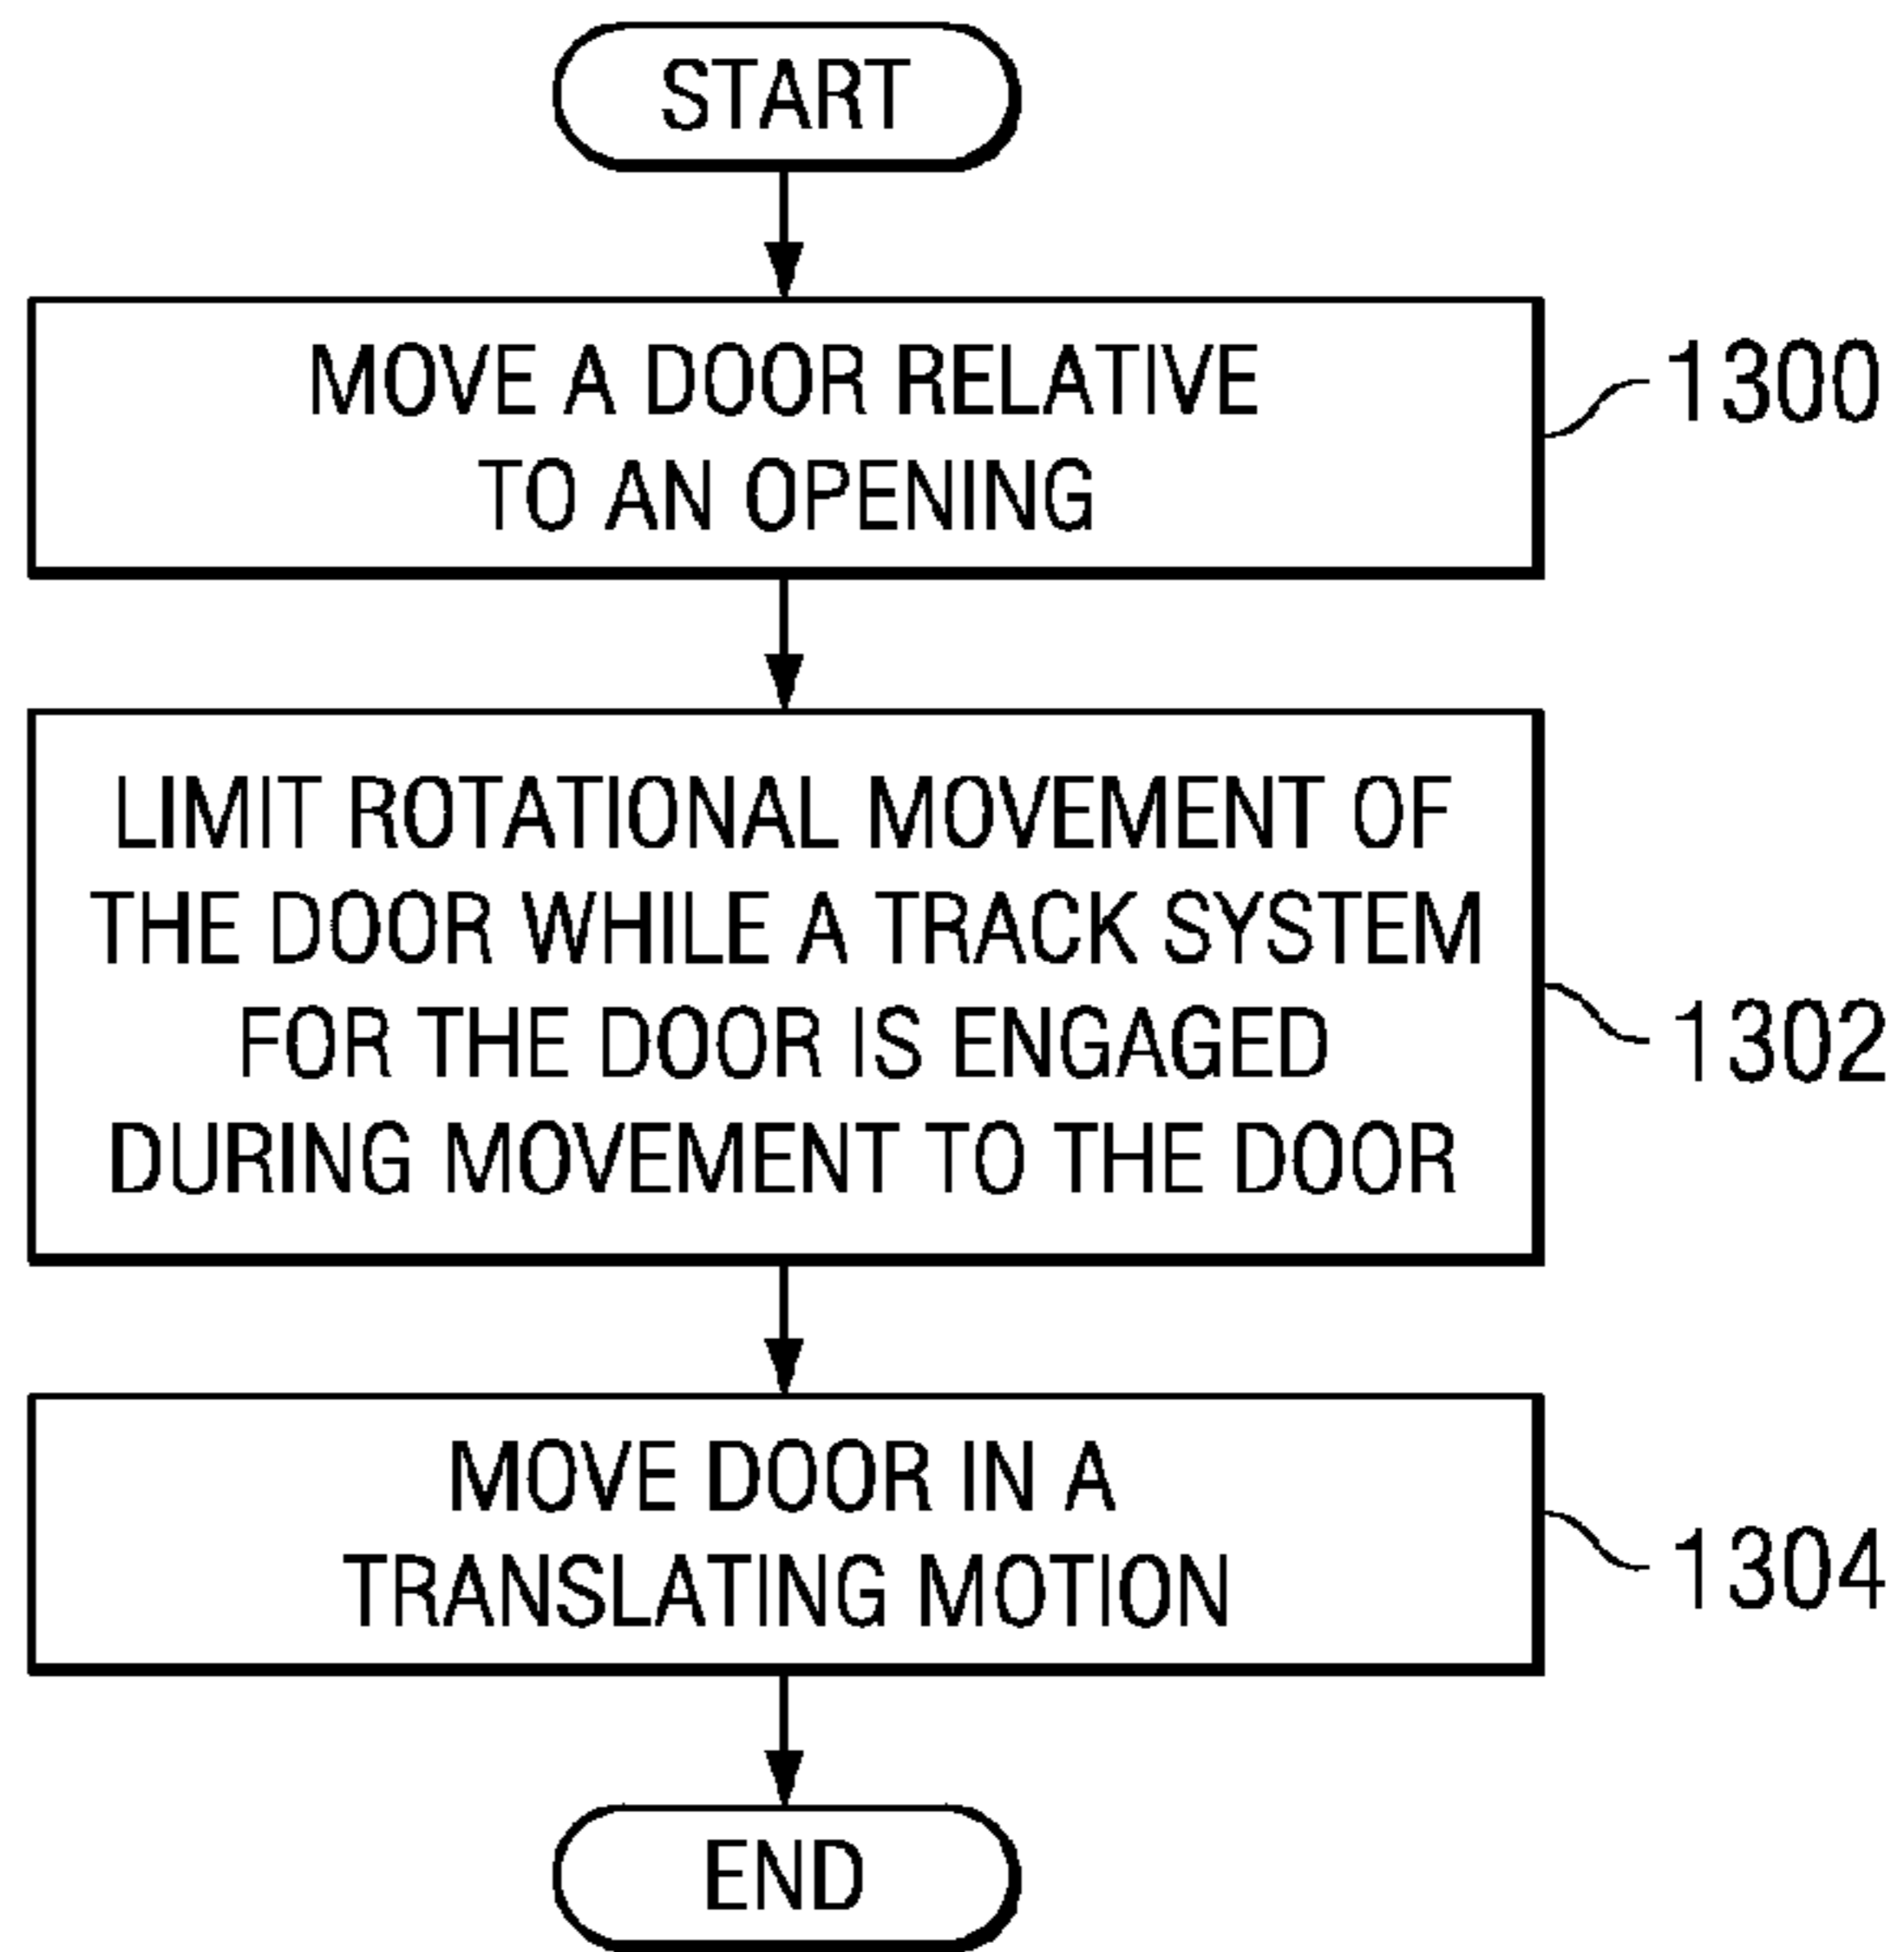 START
MOVE A DOOR RELATIVE
TO AN OPENING
1300
LIMIT ROTATIONAL MOVEMENT OF
THE DOOR WHILE A TRACK SYSTEM
FOR THE DOOR IS ENGAGED
DURING MOVEMENT TO THE DOOR
1302
MOVE DOOR IN A
TRANSLATING MOTION
1304
END